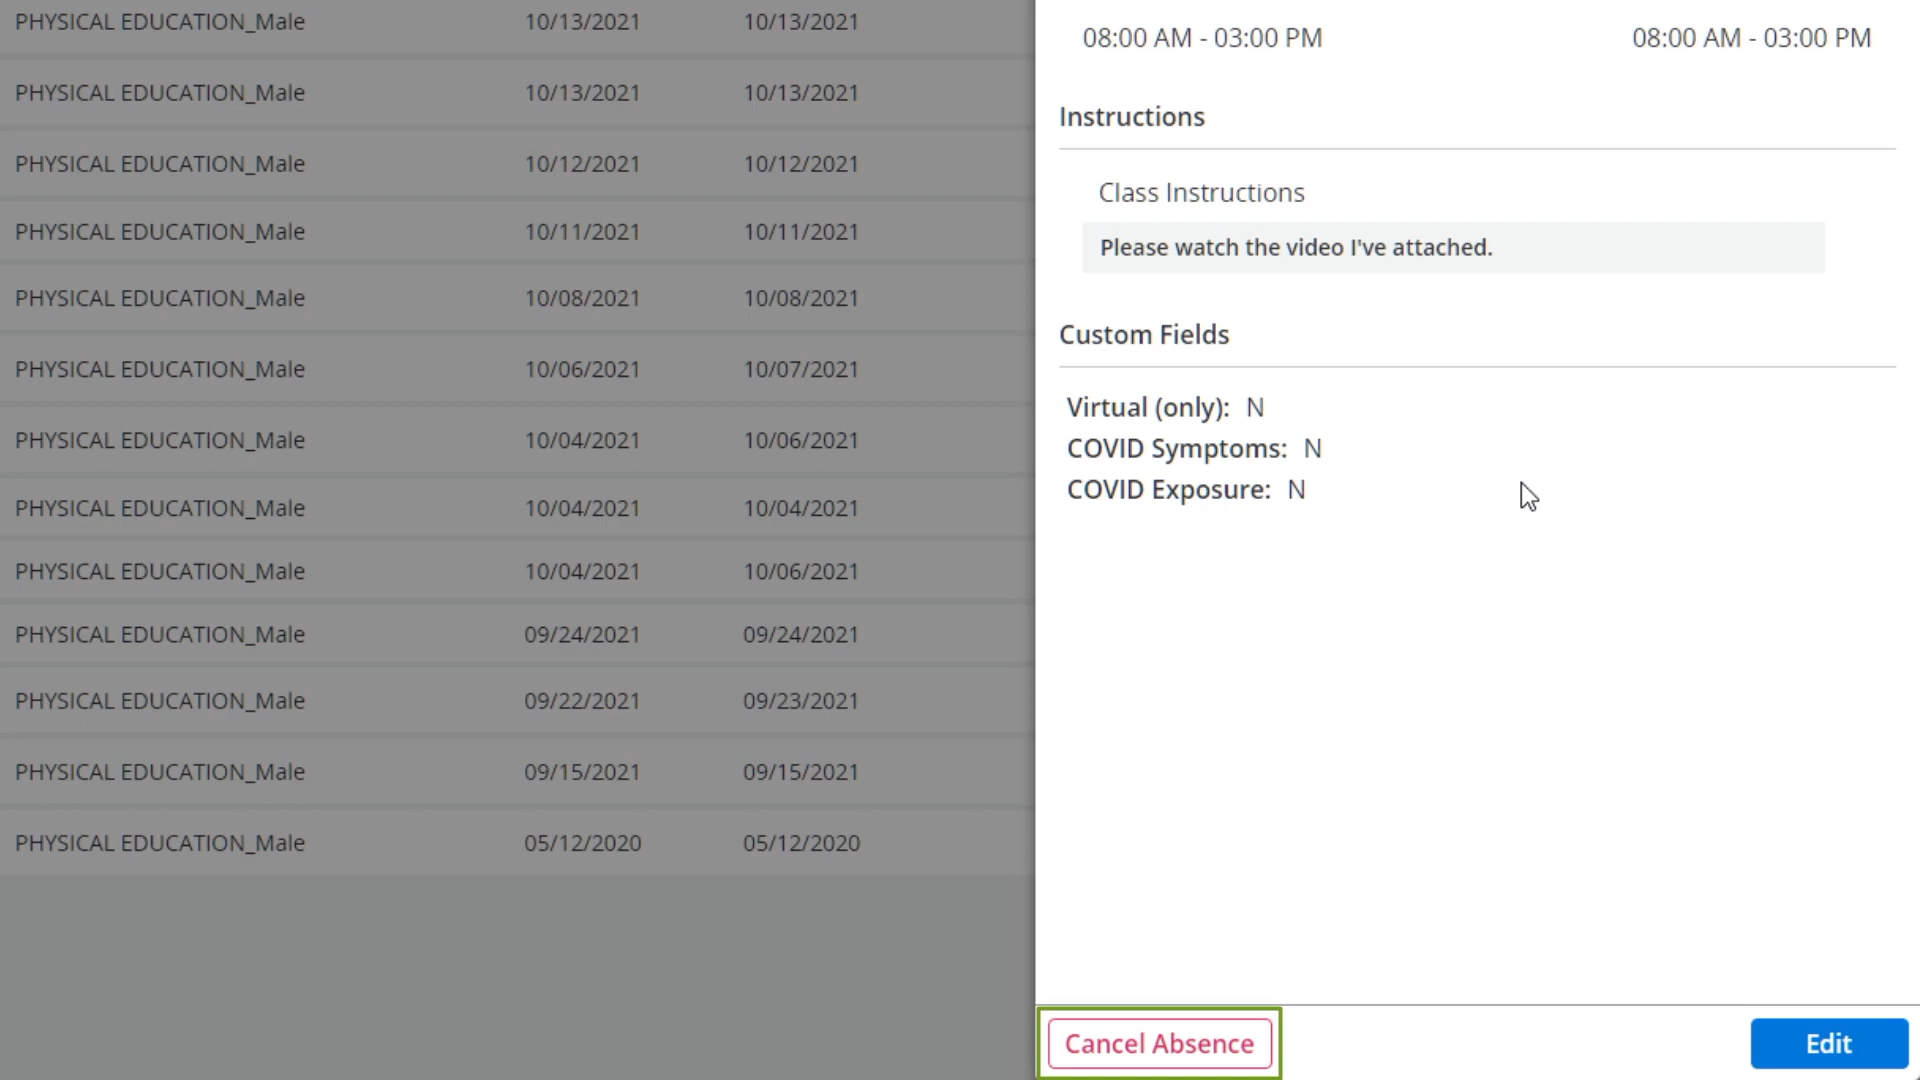 PHYSICAL EDUCATION_Male 10/13/2021 10/13/2021
PHYSICAL EDUCATION_Male 10/13/2021 10/13/2021
PHYSICAL EDUCATION_Male 10/12/2021 10/12/2021
PHYSICAL EDUCATION_Male 10/11/2021 10/11/2021
PHYSICAL EDUCATION_Male 10/08/2021 10/08/2021
PHYSICAL EDUCATION_Male 10/06/2021 10/07/2021
PHYSICAL EDUCATION_Male 10/04/2021 10/06/2021
PHYSICAL EDUCATION_Male 10/04/2021 10/04/2021
PHYSICAL EDUCATION_Male 10/04/2021 10/06/2021
PHYSICAL EDUCATION_Male 09/24/2021 09/24/2021
PHYSICAL EDUCATION_Male 09/22/2021 09/23/2021
PHYSICAL EDUCATION_Male 09/15/2021 09/15/2021
PHYSICAL EDUCATION_Male 05/12/2020 05/12/2020
08:00 AM - 03:00 PM 08:00 AM - 03:00 PM
Instructions
Class Instructions
Please watch the video I've attached.
Custom Fields
Virtual (only): N
COVID Symptoms: N
COVID Exposure: N
Cancel Absence Edit